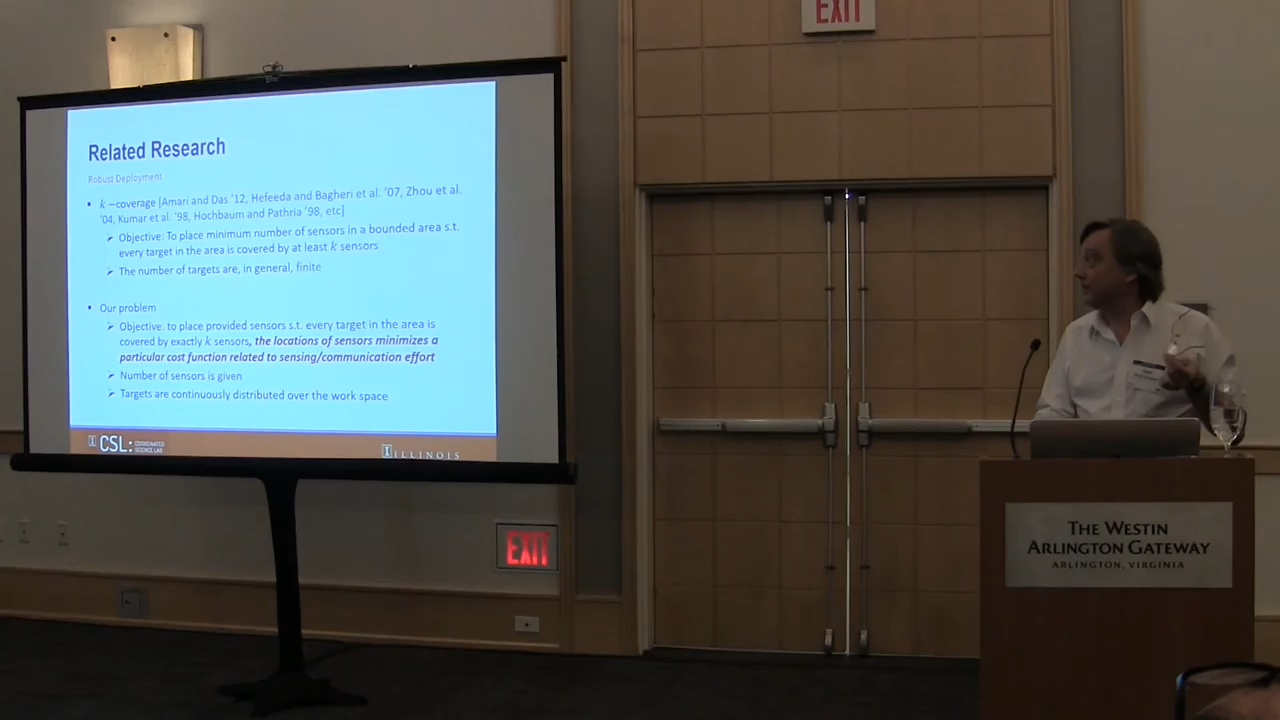 EXIT
Related Research
Robust Deployment
• k –coverage [Amari and Das '12, Hefeeda and Bagheri et al. '07, Zhou et al.
'04, Kumar et al. '98, Hochbaum and Pathria '98, etc]
➢ Objective: To place minimum number of sensors in a bounded area s.t.
every target in the area is covered by at least k sensors
➢ The number of targets are, in general, finite
• Our problem
➢ Objective: to place provided sensors s.t. every target in the area is
covered by exactly k sensors, the locations of sensors minimizes a
particular cost function related to sensing/communication effort
➢ Number of sensors is given
➢ Targets are continuously distributed over the work space
I CSL: COORDINATED
SCIENCE LAB
I ILLINOIS
EXIT
THE WESTIN
ARLINGTON GATEWAY
ARLINGTON, VIRGINIA